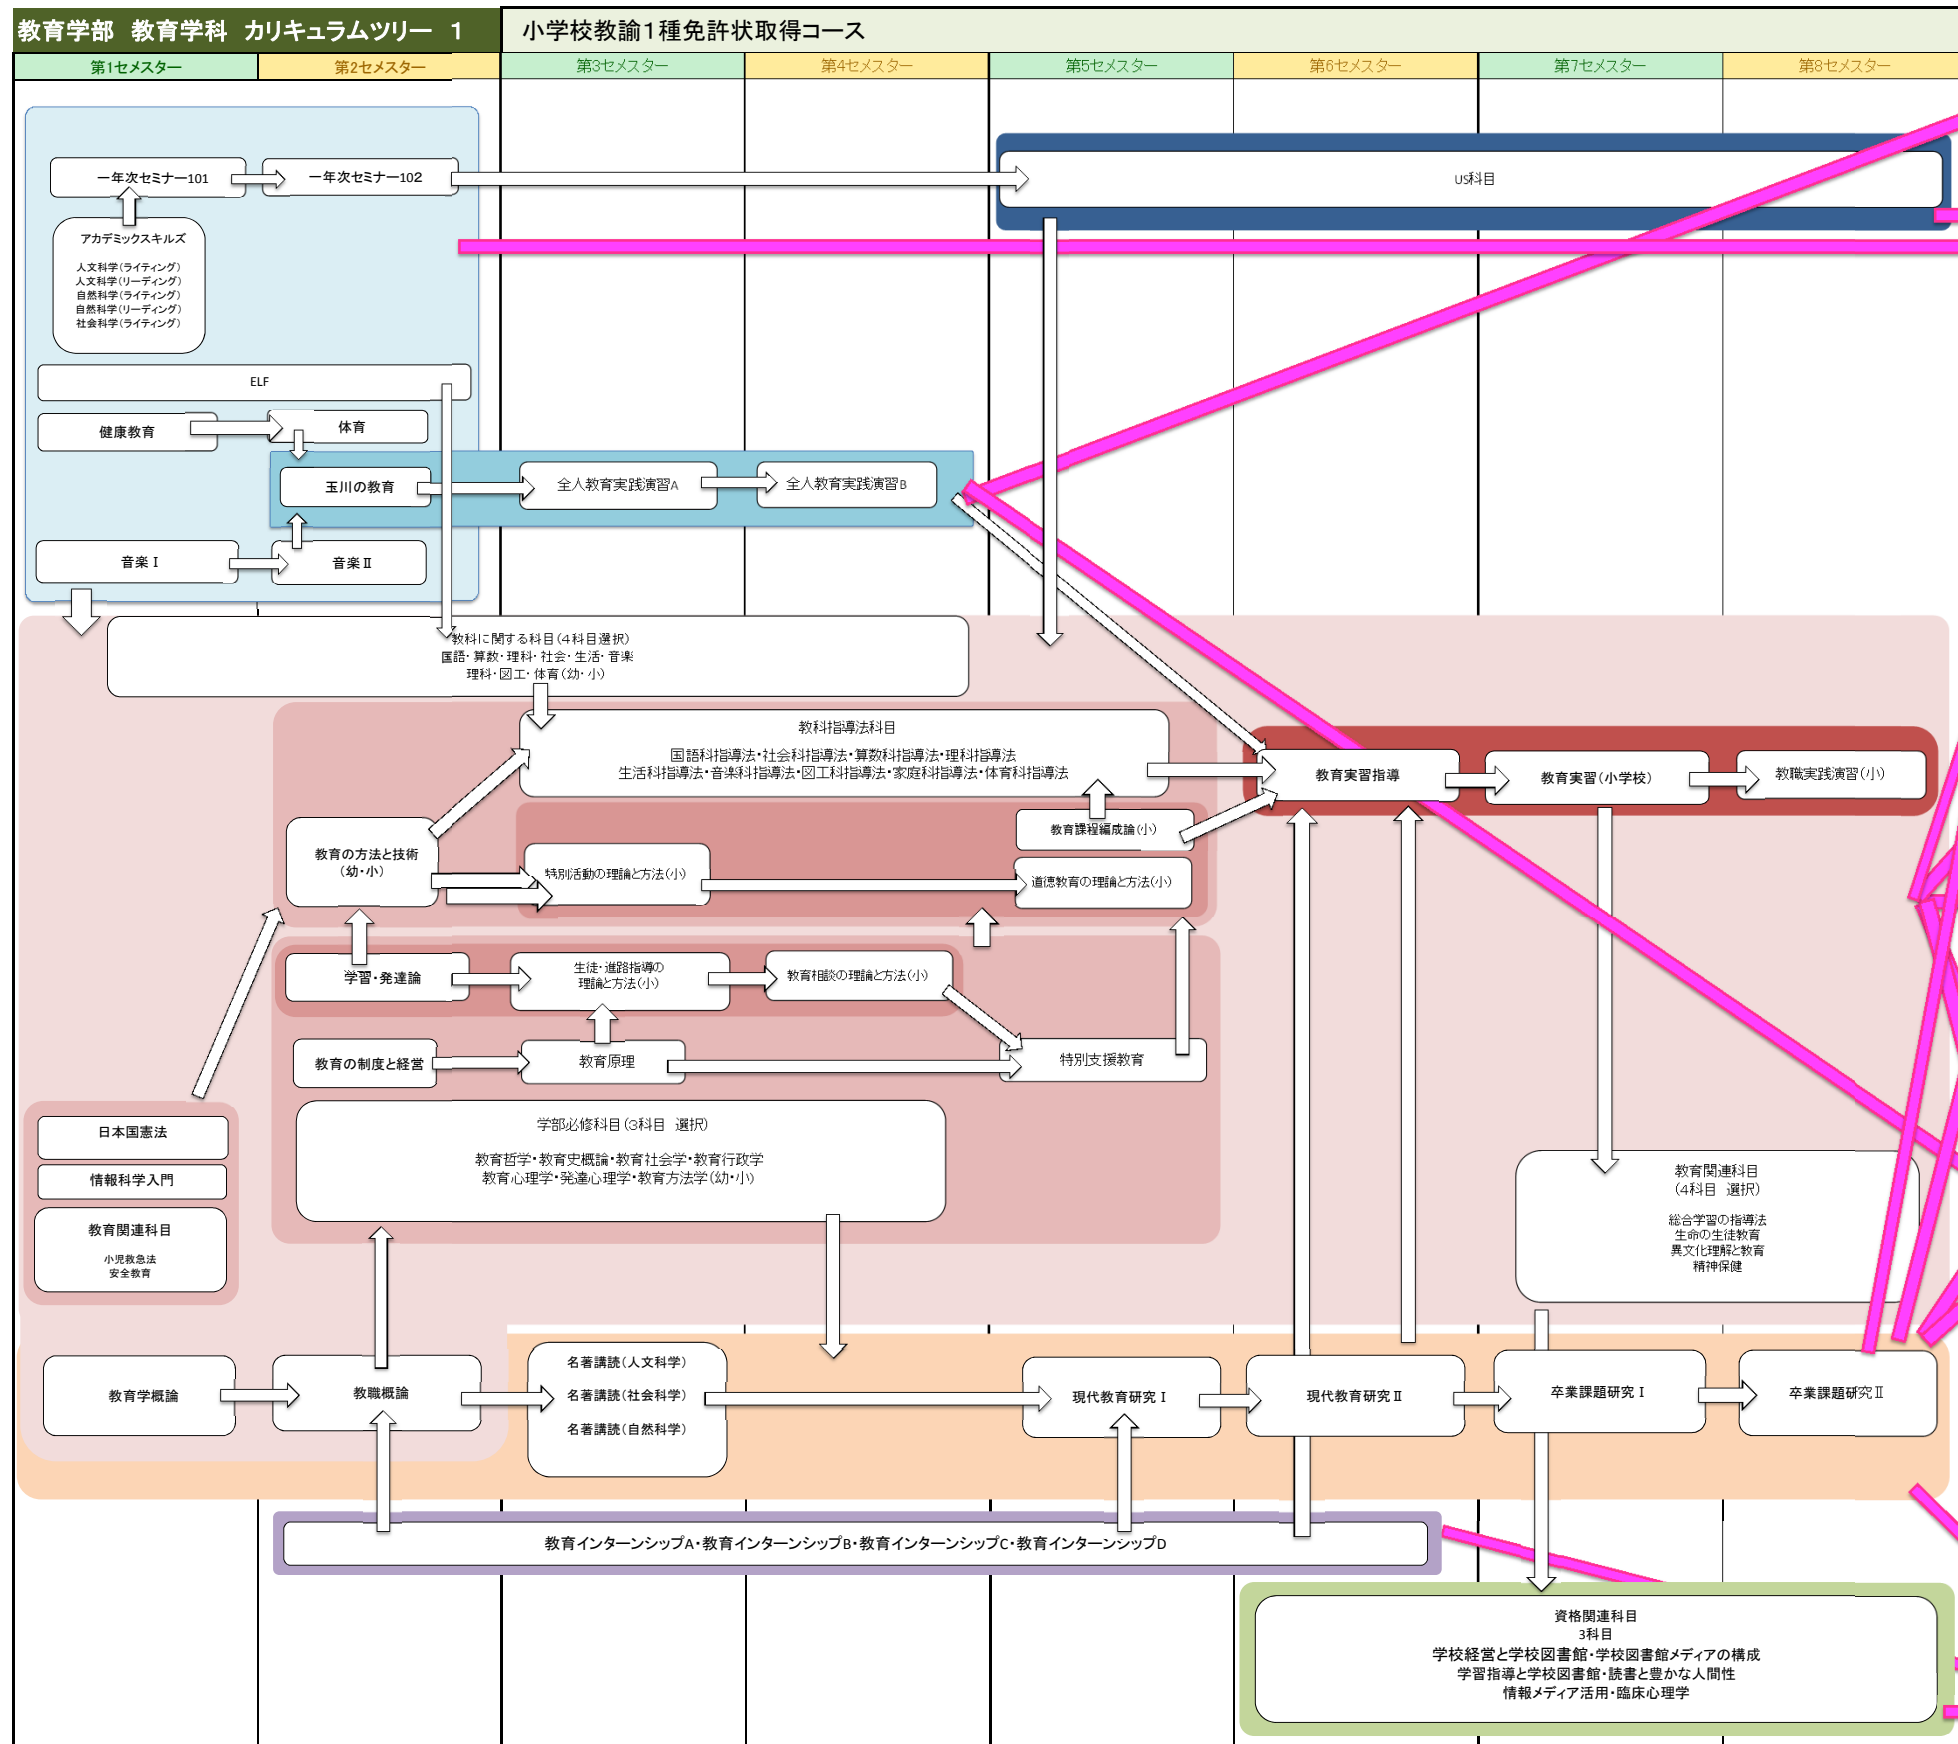 教育学部　教育学科　カリキュラムツリー　1
小学校教諭1種免許状取得コース
第1セメスター
第2セメスター
第3セメスター
第4セメスター
第5セメスター
第6セメスター
第7セメスター
第8セメスター
一年次セミナー101
一年次セミナー102
US科目
アカデミックスキルズ
人文科学(ライティング)
人文科学(リーディング)
自然科学(ライティング)
自然科学(リーディング)
社会科学(ライティング)
ELF
健康教育
体育
玉川の教育
全人教育実践演習A
全人教育実践演習B
音楽Ⅰ
音楽Ⅱ
教科に関する科目(4科目選択)
国語・算数・理科・社会・生活・音楽
理科・図工・体育(幼・小)
教科指導法科目
国語科指導法・社会科指導法・算数科指導法・理科指導法
生活科指導法・音楽科指導法・図工科指導法・家庭科指導法・体育科指導法
教育実習指導
教育実習(小学校)
教職実践演習(小)
教育課程編成論(小)
教育の方法と技術
(幼・小)
特別活動の理論と方法(小)
道徳教育の理論と方法(小)
学習・発達論
生徒・進路指導の
理論と方法(小)
教育相談の理論と方法(小)
教育の制度と経営
教育原理
特別支援教育
学部必修科目(3科目　選択)
教育哲学・教育史概論・教育社会学・教育行政学
教育心理学・発達心理学・教育方法学(幼・小)
日本国憲法
情報科学入門
教育関連科目
小児救急法
安全教育
教育関連科目
(4科目　選択)
総合学習の指導法
生命の生徒教育
異文化理解と教育
精神保健
教育学概論
教職概論
名著講読(人文科学)
名著講読(社会科学)
名著講読(自然科学)
現代教育研究Ⅰ
現代教育研究Ⅱ
卒業課題研究Ⅰ
卒業課題研究Ⅱ
教育インターンシップA・教育インターンシップB・教育インターンシップC・教育インターンシップD
資格関連科目
3科目
学校経営と学校図書館・学校図書館メディアの構成
学習指導と学校図書館・読書と豊かな人間性
情報メディア活用・臨床心理学